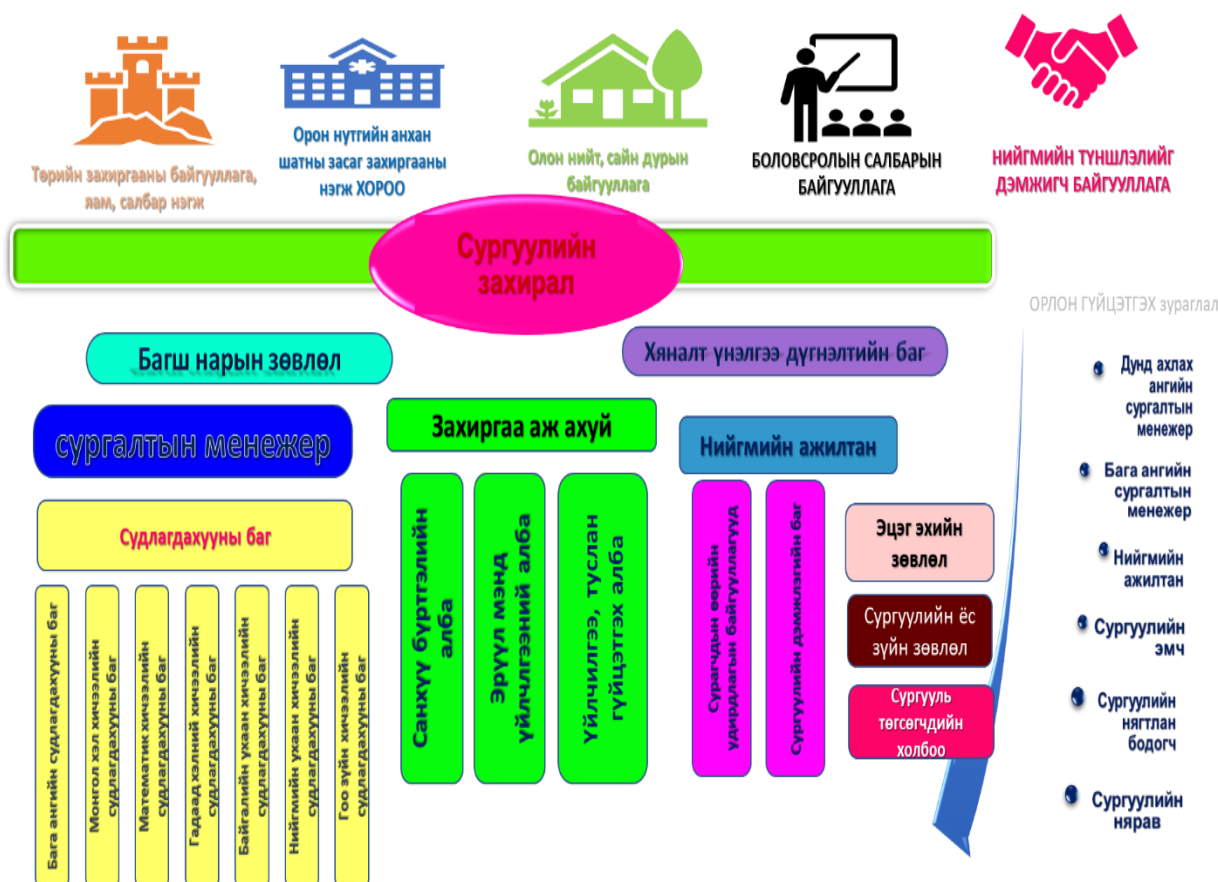 Төрийн захиргааны байгууллага,
яам, салбар нэгж
Орон нутгийн анхан
шатны засаг захиргааны
нэгж ХОРОО
Олон нийт, сайн дурын
байгууллага
БОЛОВСРОЛЫН САЛБАРЫН
БАЙГУУЛЛАГА
НИЙГМИЙН ТҮНШЛЭЛИЙГ
ДЭМЖИГЧ БАЙГУУЛЛАГА
Сургуулийн
захирал
Багш нарын зөвлөл
Хяналт үнэлгээ дүгнэлтийн баг
сургалтын менежер
Захиргаа аж ахуй
Нийгмийн ажилтан
Судлагдахууны баг
Бага ангийн судлагдахууны баг
Монгол хэл хичээлийн
судлагдахууны баг
Математик хичээлийн
судлагдахууны баг
Гадаад хэлний хичээлийн
судлагдахууны баг
Байгалийн ухаан хичээлийн
судлагдахууны баг
Нийгмийн ухаан хичээлийн
судлагдахууны баг
Гоо зүйн хичээлийн
судлагдахууны баг
Санхүү бүртгэлийн
алба
Эрүүл мэнд
үйлчлгээний алба
Үйлчилгээ, туслан
гүйцэтгэх алба
Сурагчдын өөрийн
удирдлагын байгууллагууд
Сургуулийн дэмжлэгийн баг
Эцэг эхийн
зөвлөл
Сургуулийн ёс
зүйн зөвлөл
Сургууль
төгсөгчдийн
холбоо
ОРЛОН ГҮЙЦЭТГЭХ зураглал
Дунд ахлах
ангийн
сургалтын
менежер
Бага ангийн
сургалтын
менежер
Нийгмийн
ажилтан
Сургуулийн
эмч
Сургуулийн
нягтлан
бодогч
Сургуулийн
нярав